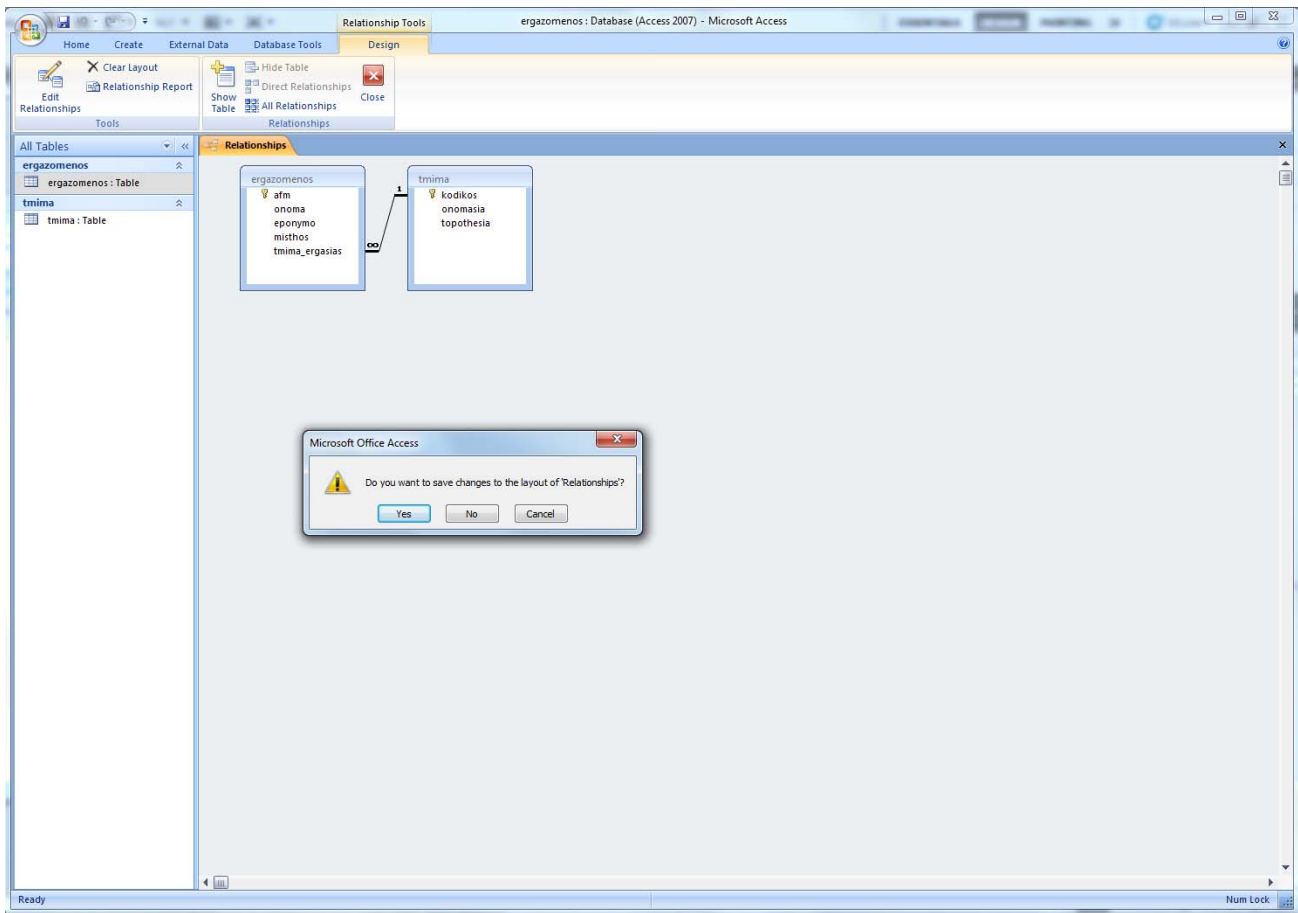 Relationship Tools
ergazomenos : Database (Access 2007) - Microsoft Access
Home Create External Data Database Tools Design
Edit Relationships
Clear Layout
Relationship Report
Tools
Show Table
Hide Table
Direct Relationships
All Relationships
Close
Relationships
All Tables
ergazomenos
ergazomenos : Table
tmima
tmima : Table
Relationships
ergazomenos
afm
onoma
eponymo
misthos
tmima_ergasias
1
∞
tmima
kodikos
onomasia
topothesia
Microsoft Office Access
Do you want to save changes to the layout of 'Relationships'?
Yes No Cancel
Ready
Num Lock